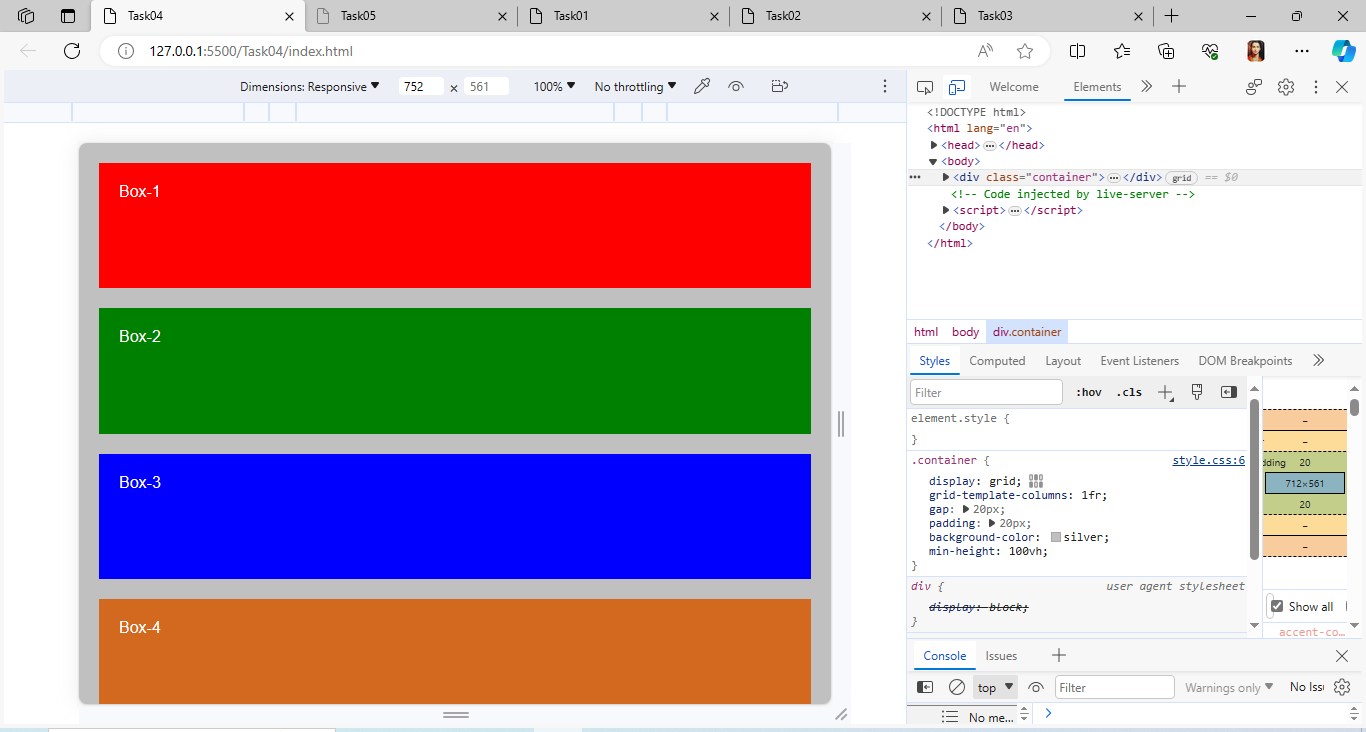 Task04
Task05
Task01
Task02
Task03
127.0.0.1:5500/Task04/index.html
Dimensions: Responsive
752 × 561
100%
No throttling
Welcome
Elements
<!DOCTYPE html>
<html lang="en">
<head> ⋯ </head>
<body>
<div class="container"> ⋯ </div> grid == $0
<!-- Code injected by live-server -->
<script> ⋯ </script>
</body>
</html>
Box-1
Box-2
Box-3
Box-4
html body div.container
Styles Computed Layout Event Listeners DOM Breakpoints
Filter :hov .cls
element.style {
}
.container { style.css:6
display: grid;
grid-template-columns: 1fr;
gap: 20px;
padding: 20px;
background-color: silver;
min-height: 100vh;
}
div { user agent stylesheet
display: block;
}
–
–
dding 20
712×561
20
–
–
Show all
accent-co…
Console Issues
top Filter Warnings only No Iss
No me...